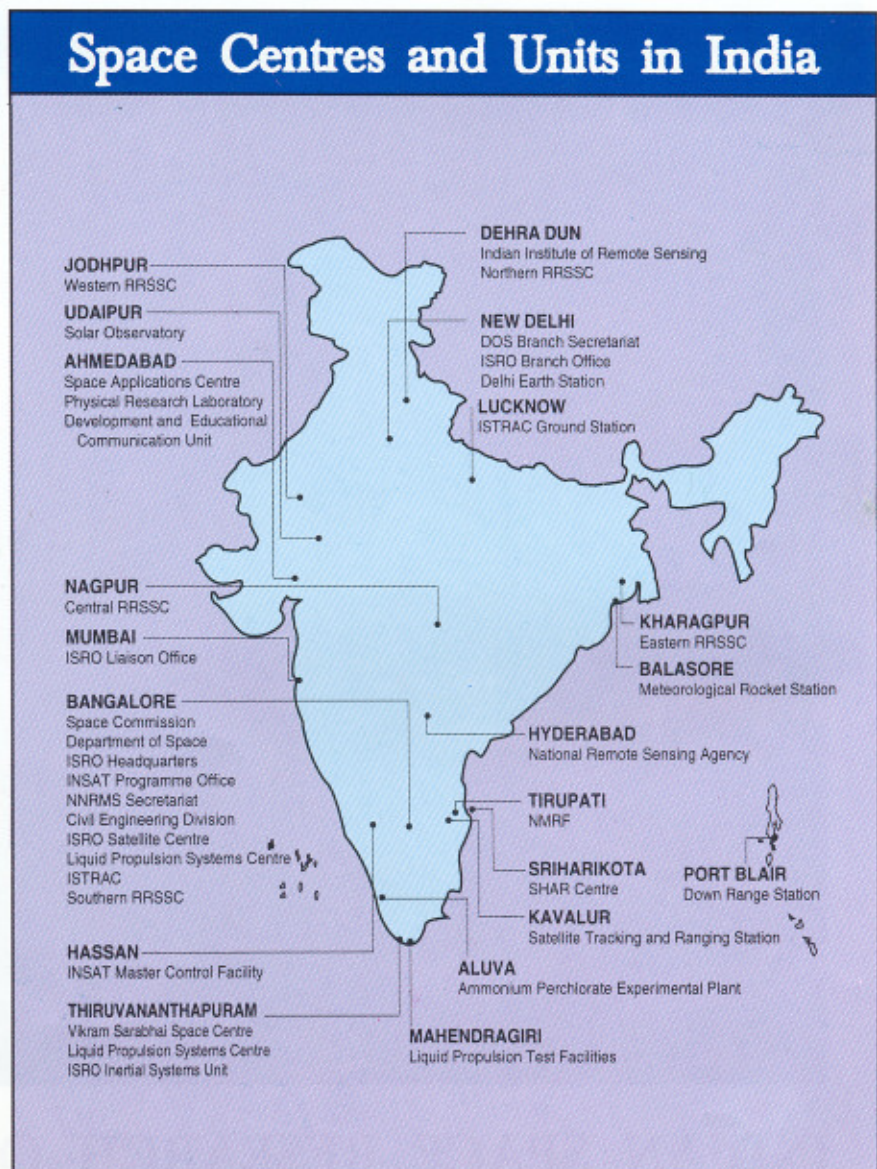 Space Centres and Units in India
JODHPUR
Western RRSSC
UDAIPUR
Solar Observatory
AHMEDABAD
Space Applications Centre
Physical Research Laboratory
Development and Educational
Communication Unit
DEHRA DUN
Indian Institute of Remote Sensing
Northern RRSSC
NEW DELHI
DOS Branch Secretariat
ISRO Branch Office
Delhi Earth Station
LUCKNOW
ISTRAC Ground Station
NAGPUR
Central RRSSC
MUMBAI
ISRO Liaison Office
BANGALORE
Space Commission
Department of Space
ISRO Headquarters
INSAT Programme Office
NNRMS Secretariat
Civil Engineering Division
ISRO Satellite Centre
Liquid Propulsion Systems Centre
ISTRAC
Southern RRSSC
HASSAN
INSAT Master Control Facility
THIRUVANANTHAPURAM
Vikram Sarabhai Space Centre
Liquid Propulsion Systems Centre
ISRO Inertial Systems Unit
KHARAGPUR
Eastern RRSSC
BALASORE
Meteorological Rocket Station
HYDERABAD
National Remote Sensing Agency
TIRUPATI
NMRF
SRIHARIKOTA
SHAR Centre
PORT BLAIR
Down Range Station
KAVALUR
Satellite Tracking and Ranging Station
ALUVA
Ammonium Perchlorate Experimental Plant
MAHENDRAGIRI
Liquid Propulsion Test Facilities